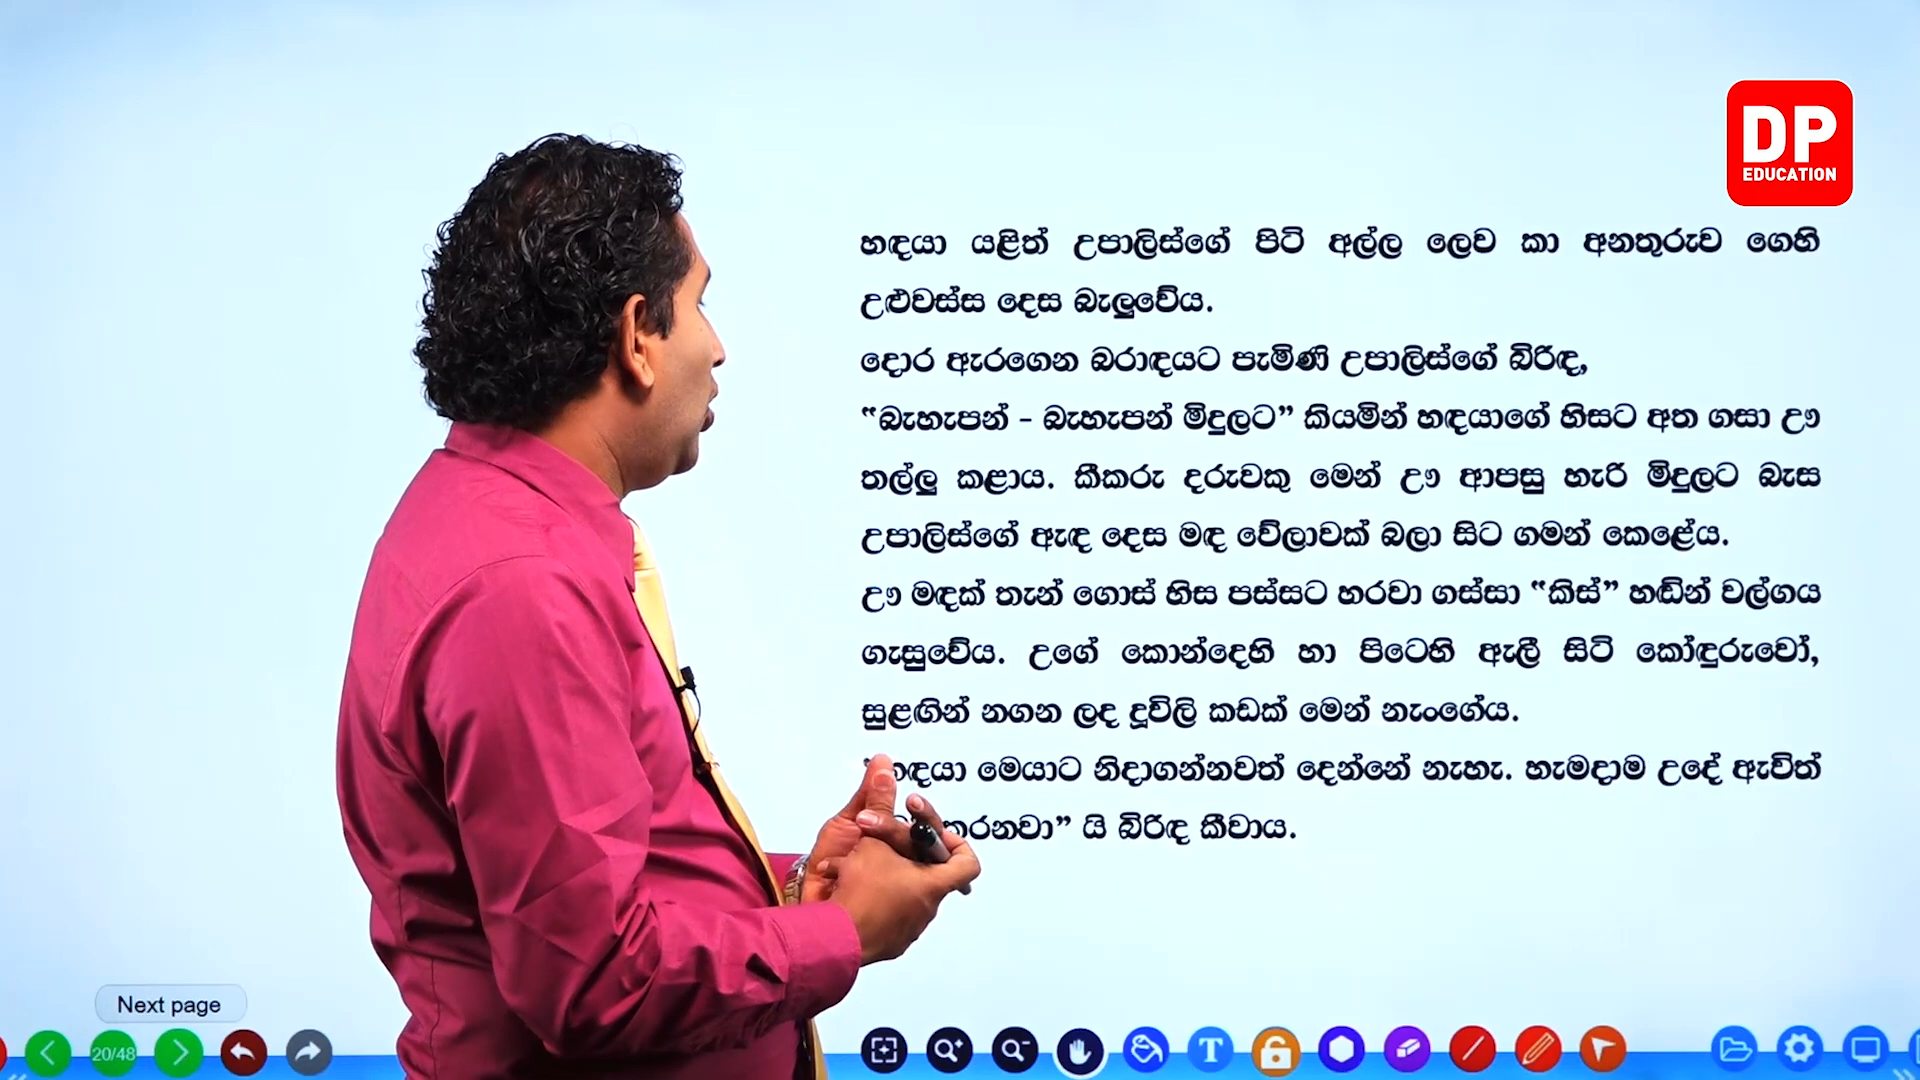 DP
EDUCATION
හඳයා යළිත් උපාලිස්ගේ පිටි අල්ල ලෙව කා අනතුරුව ගෙහි
උළුවස්ස දෙස බැලුවේය.
දොර ඇරගෙන බරාඳයට පැමිණි උපාලිස්ගේ බිරිඳ,
“බැහැපන් - බැහැපන් මිදුලට” කියමින් හඳයාගේ හිසට අත ගසා ඌ
තල්ලු කළාය. කීකරු දරුවකු මෙන් ඌ ආපසු හැරී මිදුලට බැස
උපාලිස්ගේ ඇඳ දෙස මඳ වේලාවක් බලා සිට ගමන් කෙළේය.
ඌ මඳක් තැන් ගොස් හිස පස්සට හරවා ගස්සා “කිස්” හඬින් වල්ගය
ගැසුවේය. උගේ කොන්දෙහි හා පිටෙහි ඇලී සිටි කෝඳුරුවෝ,
සුළඟින් නගන ලද දූවිලි කඩක් මෙන් නැංගේය.
මෙයාට නිදාගන්නවත් දෙන්නේ නැහැ. හැමදාම උදේ ඇවිත්
යි බිරිඳ කීවාය.
Next page
20/48